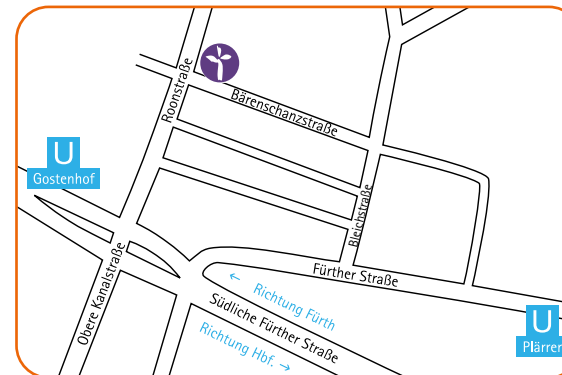 Roonstraße
Bärenschanzstraße
U
Gostenhof
Bleichstraße
Obere Kanalstraße
Fürther Straße
← Richtung Fürth
Südliche Fürther Straße
Richtung Hbf. →
U
Plärrer